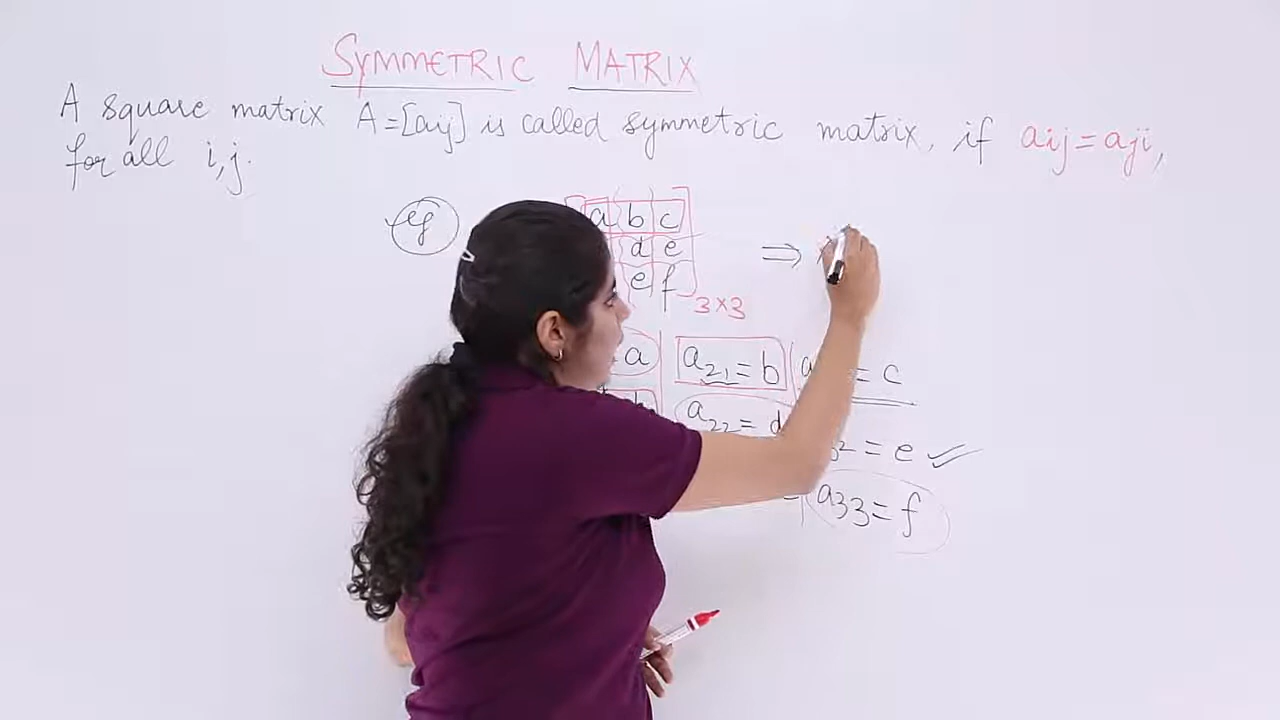 SYMMETRIC MATRIX
A square matrix A=[aij] is called symmetric matrix, if aij=aji,
for all i,j.
eg
a b c
d e
e f
3×3
⇒
a
a21=b
= c
a22= d
= e
a33= f